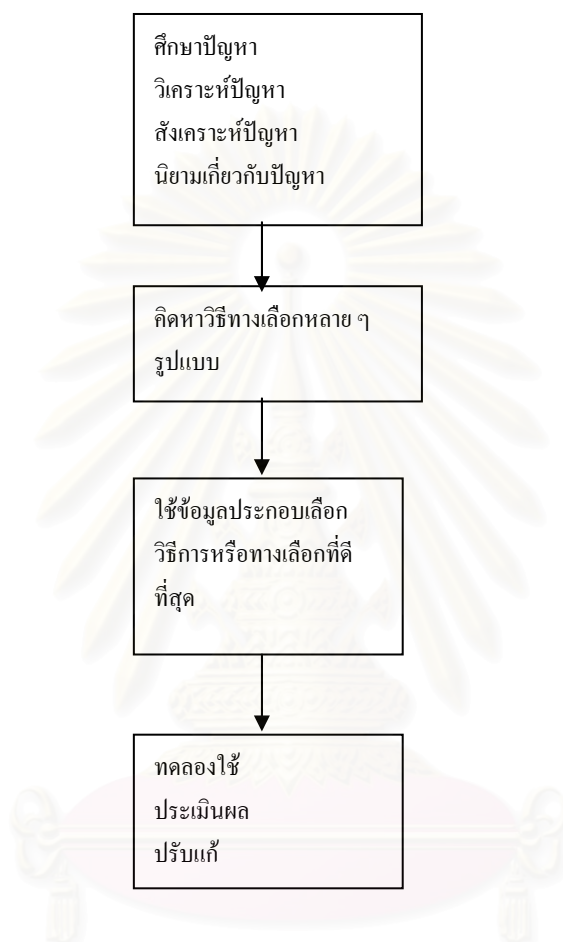 ศึกษาปัญหา
วิเคราะห์ปัญหา
สังเคราะห์ปัญหา
นิยามเกี่ยวกับปัญหา
คิดหาวิธีทางเลือกหลาย ๆ
รูปแบบ
ใช้ข้อมูลประกอบเลือก
วิธีการหรือทางเลือกที่ดี
ที่สุด
ทดลองใช้
ประเมินผล
ปรับแก้